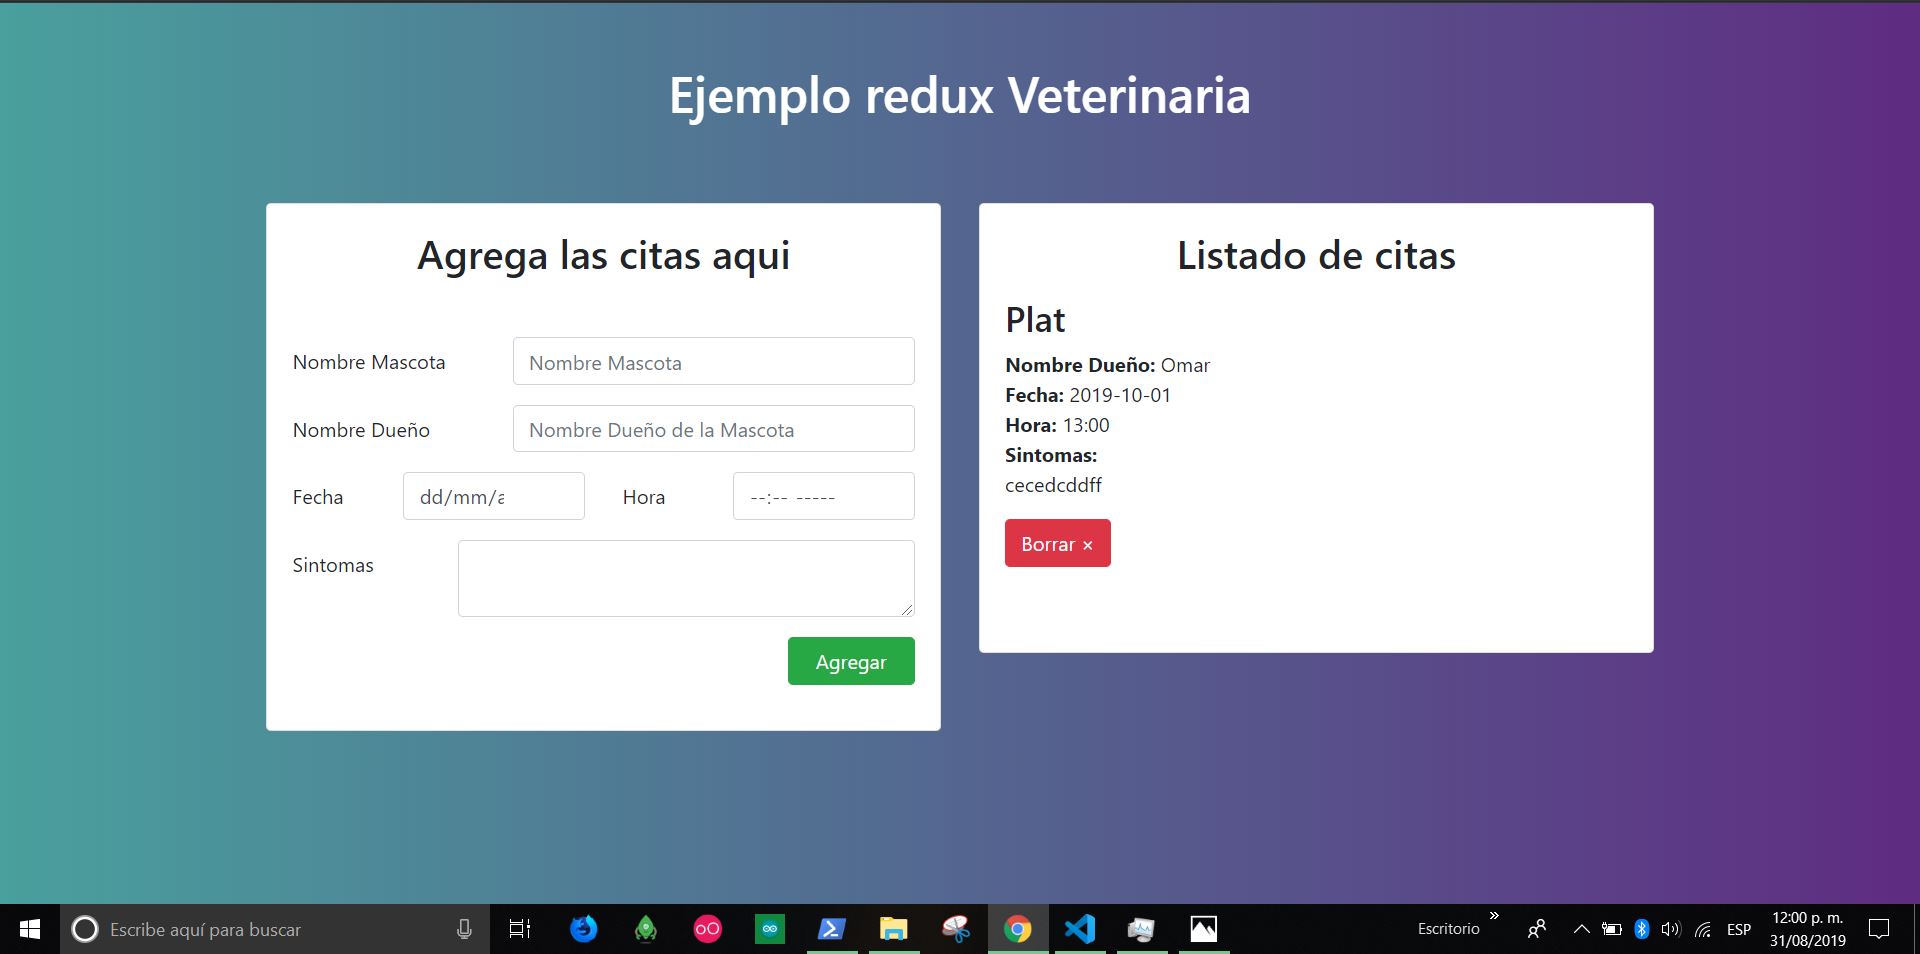 Ejemplo redux Veterinaria
Agrega las citas aqui
Nombre Mascota
Nombre Mascota
Nombre Dueño
Nombre Dueño de la Mascota
Fecha
dd/mm/a
Hora
--:-- -----
Sintomas
Agregar
Listado de citas
Plat
Nombre Dueño: Omar
Fecha: 2019-10-01
Hora: 13:00
Sintomas:
cecedcddff
Borrar ×
Escribe aquí para buscar
Escritorio
»
ESP
12:00 p. m.
31/08/2019